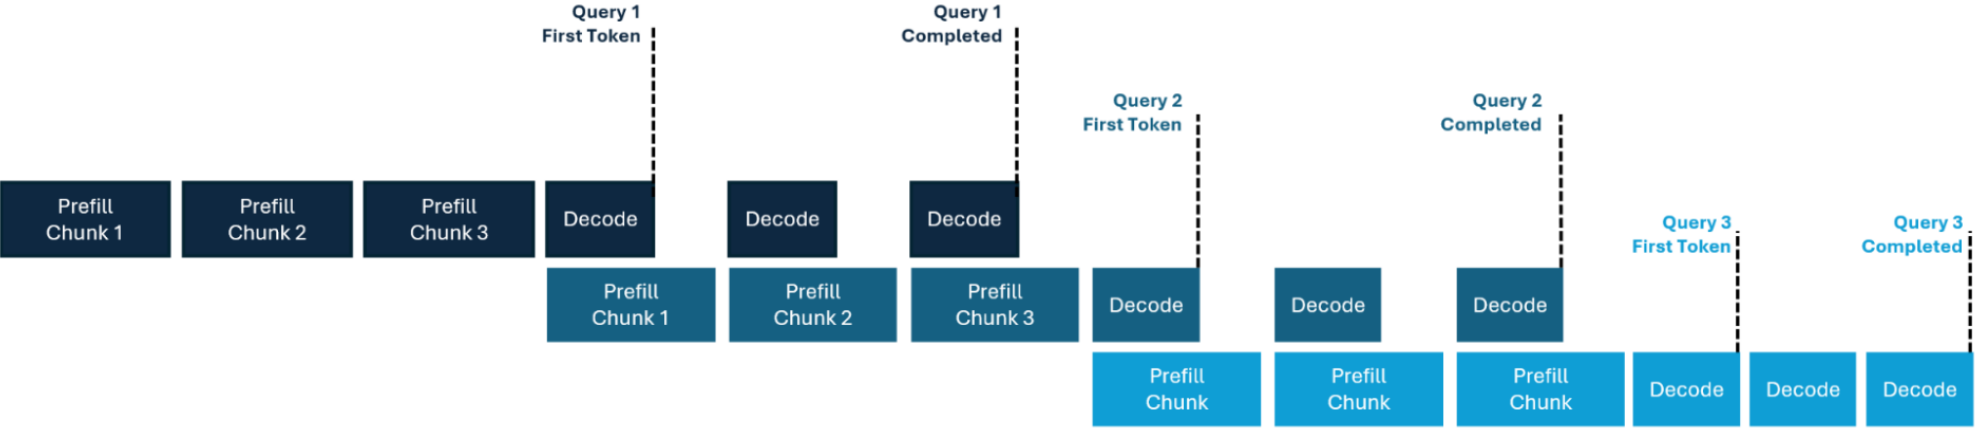 Query 1
First Token
Query 1
Completed
Query 2
First Token
Query 2
Completed
Query 3
First Token
Query 3
Completed
Prefill
Chunk 1
Prefill
Chunk 2
Prefill
Chunk 3
Decode
Decode
Decode
Prefill
Chunk 1
Prefill
Chunk 2
Prefill
Chunk 3
Decode
Decode
Decode
Prefill
Chunk
Prefill
Chunk
Prefill
Chunk
Decode
Decode
Decode